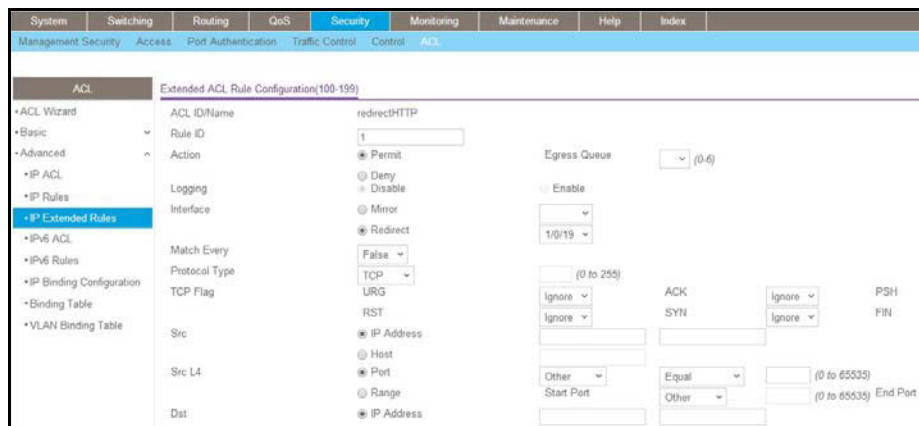 System Switching Routing QoS Security Monitoring Maintenance Help Index
Management Security Access Port Authentication Traffic Control Control ACL
ACL
•ACL Wizard
•Basic
•Advanced
•IP ACL
•IP Rules
•IP Extended Rules
•IPv6 ACL
•IPv6 Rules
•IP Binding Configuration
•Binding Table
•VLAN Binding Table
Extended ACL Rule Configuration(100-199)
ACL ID/Name redirectHTTP
Rule ID 1
Action Permit Egress Queue (0-6)
Deny
Logging Disable Enable
Interface Mirror
Redirect 1/0/19
Match Every False
Protocol Type TCP (0 to 255)
TCP Flag URG Ignore ACK Ignore PSH
RST Ignore SYN Ignore FIN
Src IP Address
Host
Src L4 Port Other Equal (0 to 65535)
Range Start Port Other (0 to 65535) End Port
Dst IP Address